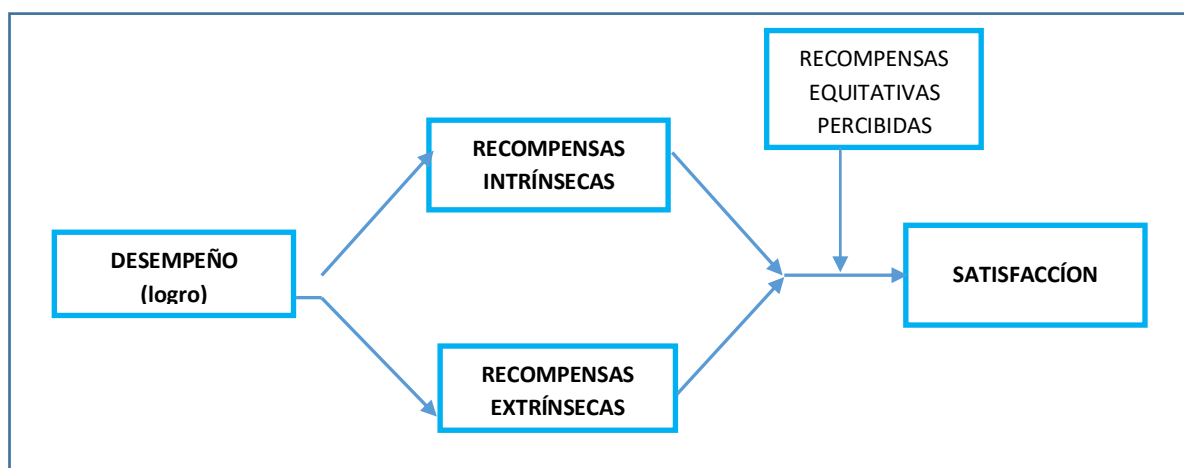 RECOMPENSAS
EQUITATIVAS
PERCIBIDAS
RECOMPENSAS
INTRÍNSECAS
DESEMPEÑO
(logro)
SATISFACCÍON
RECOMPENSAS
EXTRÍNSECAS